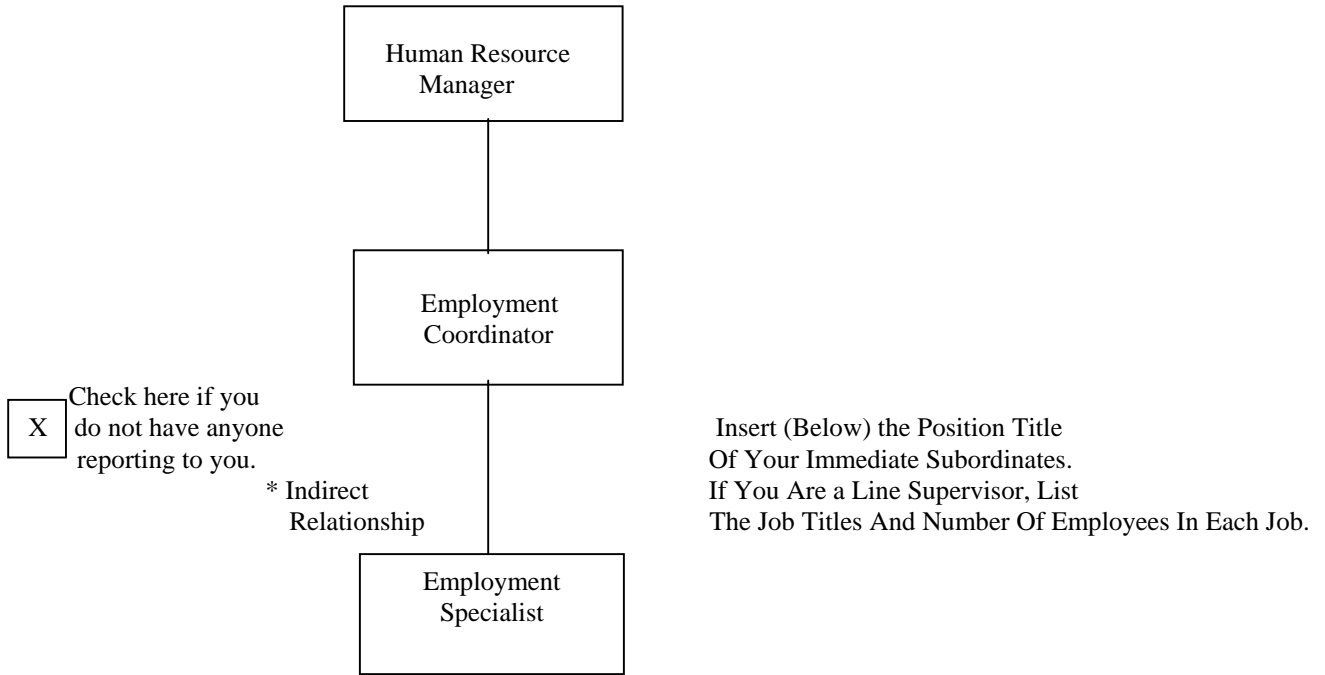 Human Resource
Manager
Employment
Coordinator
Check here if you
X do not have anyone
reporting to you.
* Indirect
Relationship
Insert (Below) the Position Title
Of Your Immediate Subordinates.
If You Are a Line Supervisor, List
The Job Titles And Number Of Employees In Each Job.
Employment
Specialist